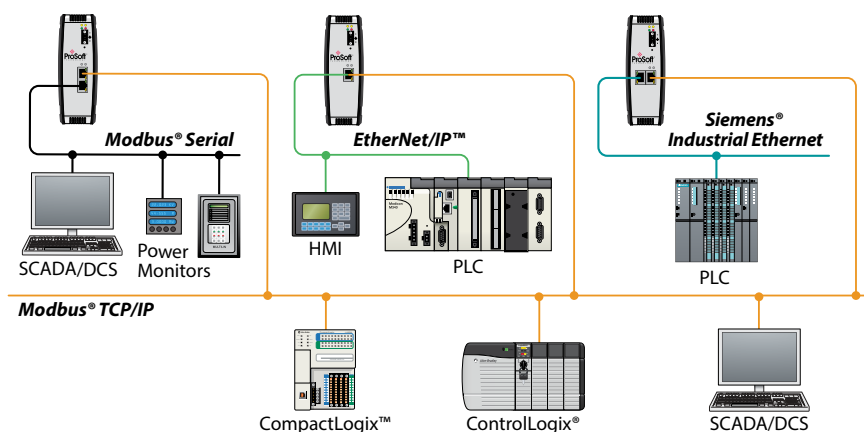 ProSoft
ProSoft
ProSoft
Modbus® Serial
EtherNet/IP™
Siemens®
Industrial Ethernet
SCADA/DCS
Power
Monitors
HMI
PLC
PLC
Modbus® TCP/IP
CompactLogix™
ControlLogix®
SCADA/DCS